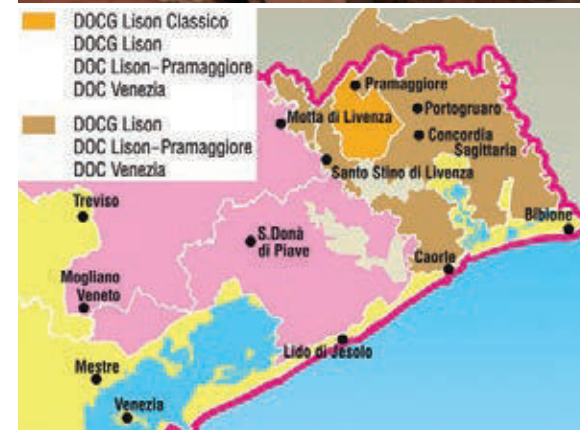 DOCG Lison Classico
DOCG Lison
DOC Lison-Pramaggiore
DOC Venezia
DOCG Lison
DOC Lison-Pramaggiore
DOC Venezia
Pramaggiore
Portogruaro
Motta di Livenza
Concordia
Sagittaria
Santo Stino di Livenza
Treviso
Bibione
S.Donà
di Piave
Caorle
Mogliano
Veneto
Lido di Jesolo
Mestre
Venezia